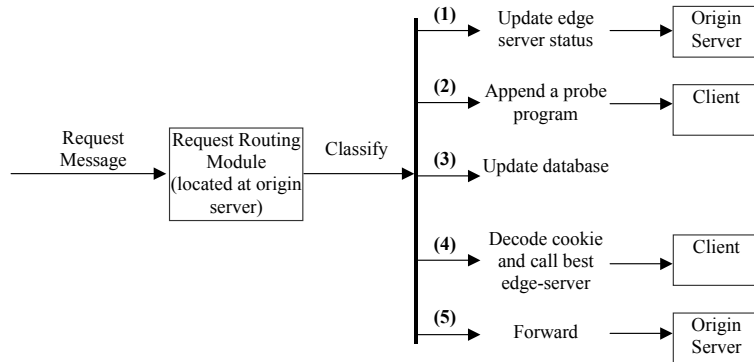 Request
Message
Request Routing
Module
(located at origin
server)
Classify
(1)
Update edge
server status
Origin
Server
(2)
Append a probe
program
Client
(3)
Update database
(4)
Decode cookie
and call best
edge-server
Client
(5)
Forward
Origin
Server